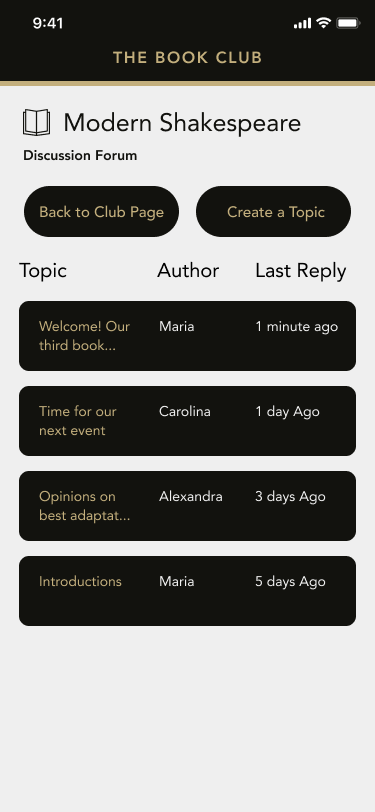 9:41
THE BOOK CLUB
Modern Shakespeare
Discussion Forum
Back to Club Page
Create a Topic
Topic Author Last Reply
Welcome! Our Maria 1 minute ago
third book...
Time for our Carolina 1 day Ago
next event
Opinions on Alexandra 3 days Ago
best adaptat...
Introductions Maria 5 days Ago